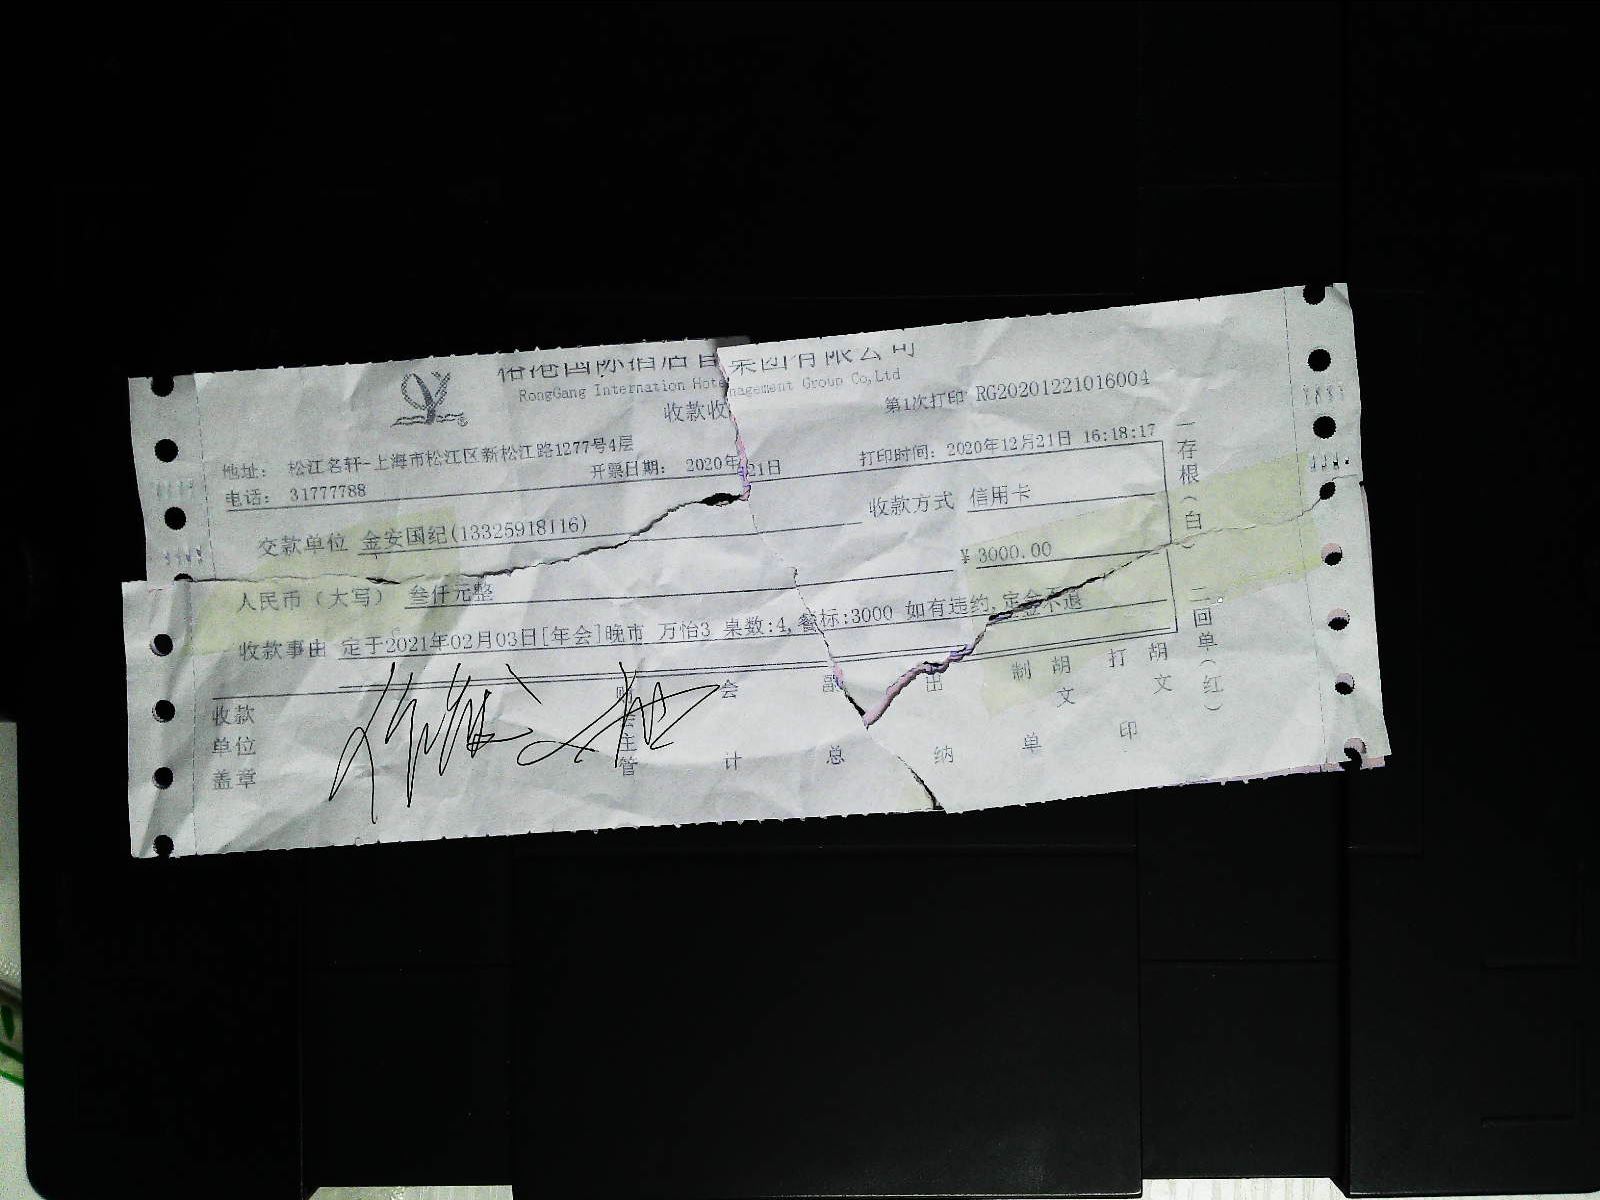 RongGang Internation Hote nagement Group Co,Ltd
收款收
第1次打印 RG20201221016004
地址: 松江名轩-上海市松江区新松江路1277号4层
电话: 31777788
开票日期: 2020年 21日
打印时间: 2020年12月21日 16:18:17
交款单位 金安国纪(13325918116)
收款方式 信用卡
人民币(大写) 叁仟元整
¥ 3000.00
收款事由 定于2021年02月03日[年会]晚市 万怡3 桌数:4,餐标:3000 如有违约,定金不退
收款单位盖章
主管
会计
副总
出纳
制单 胡文
打印 胡文
一存根(白) 二回单(红)